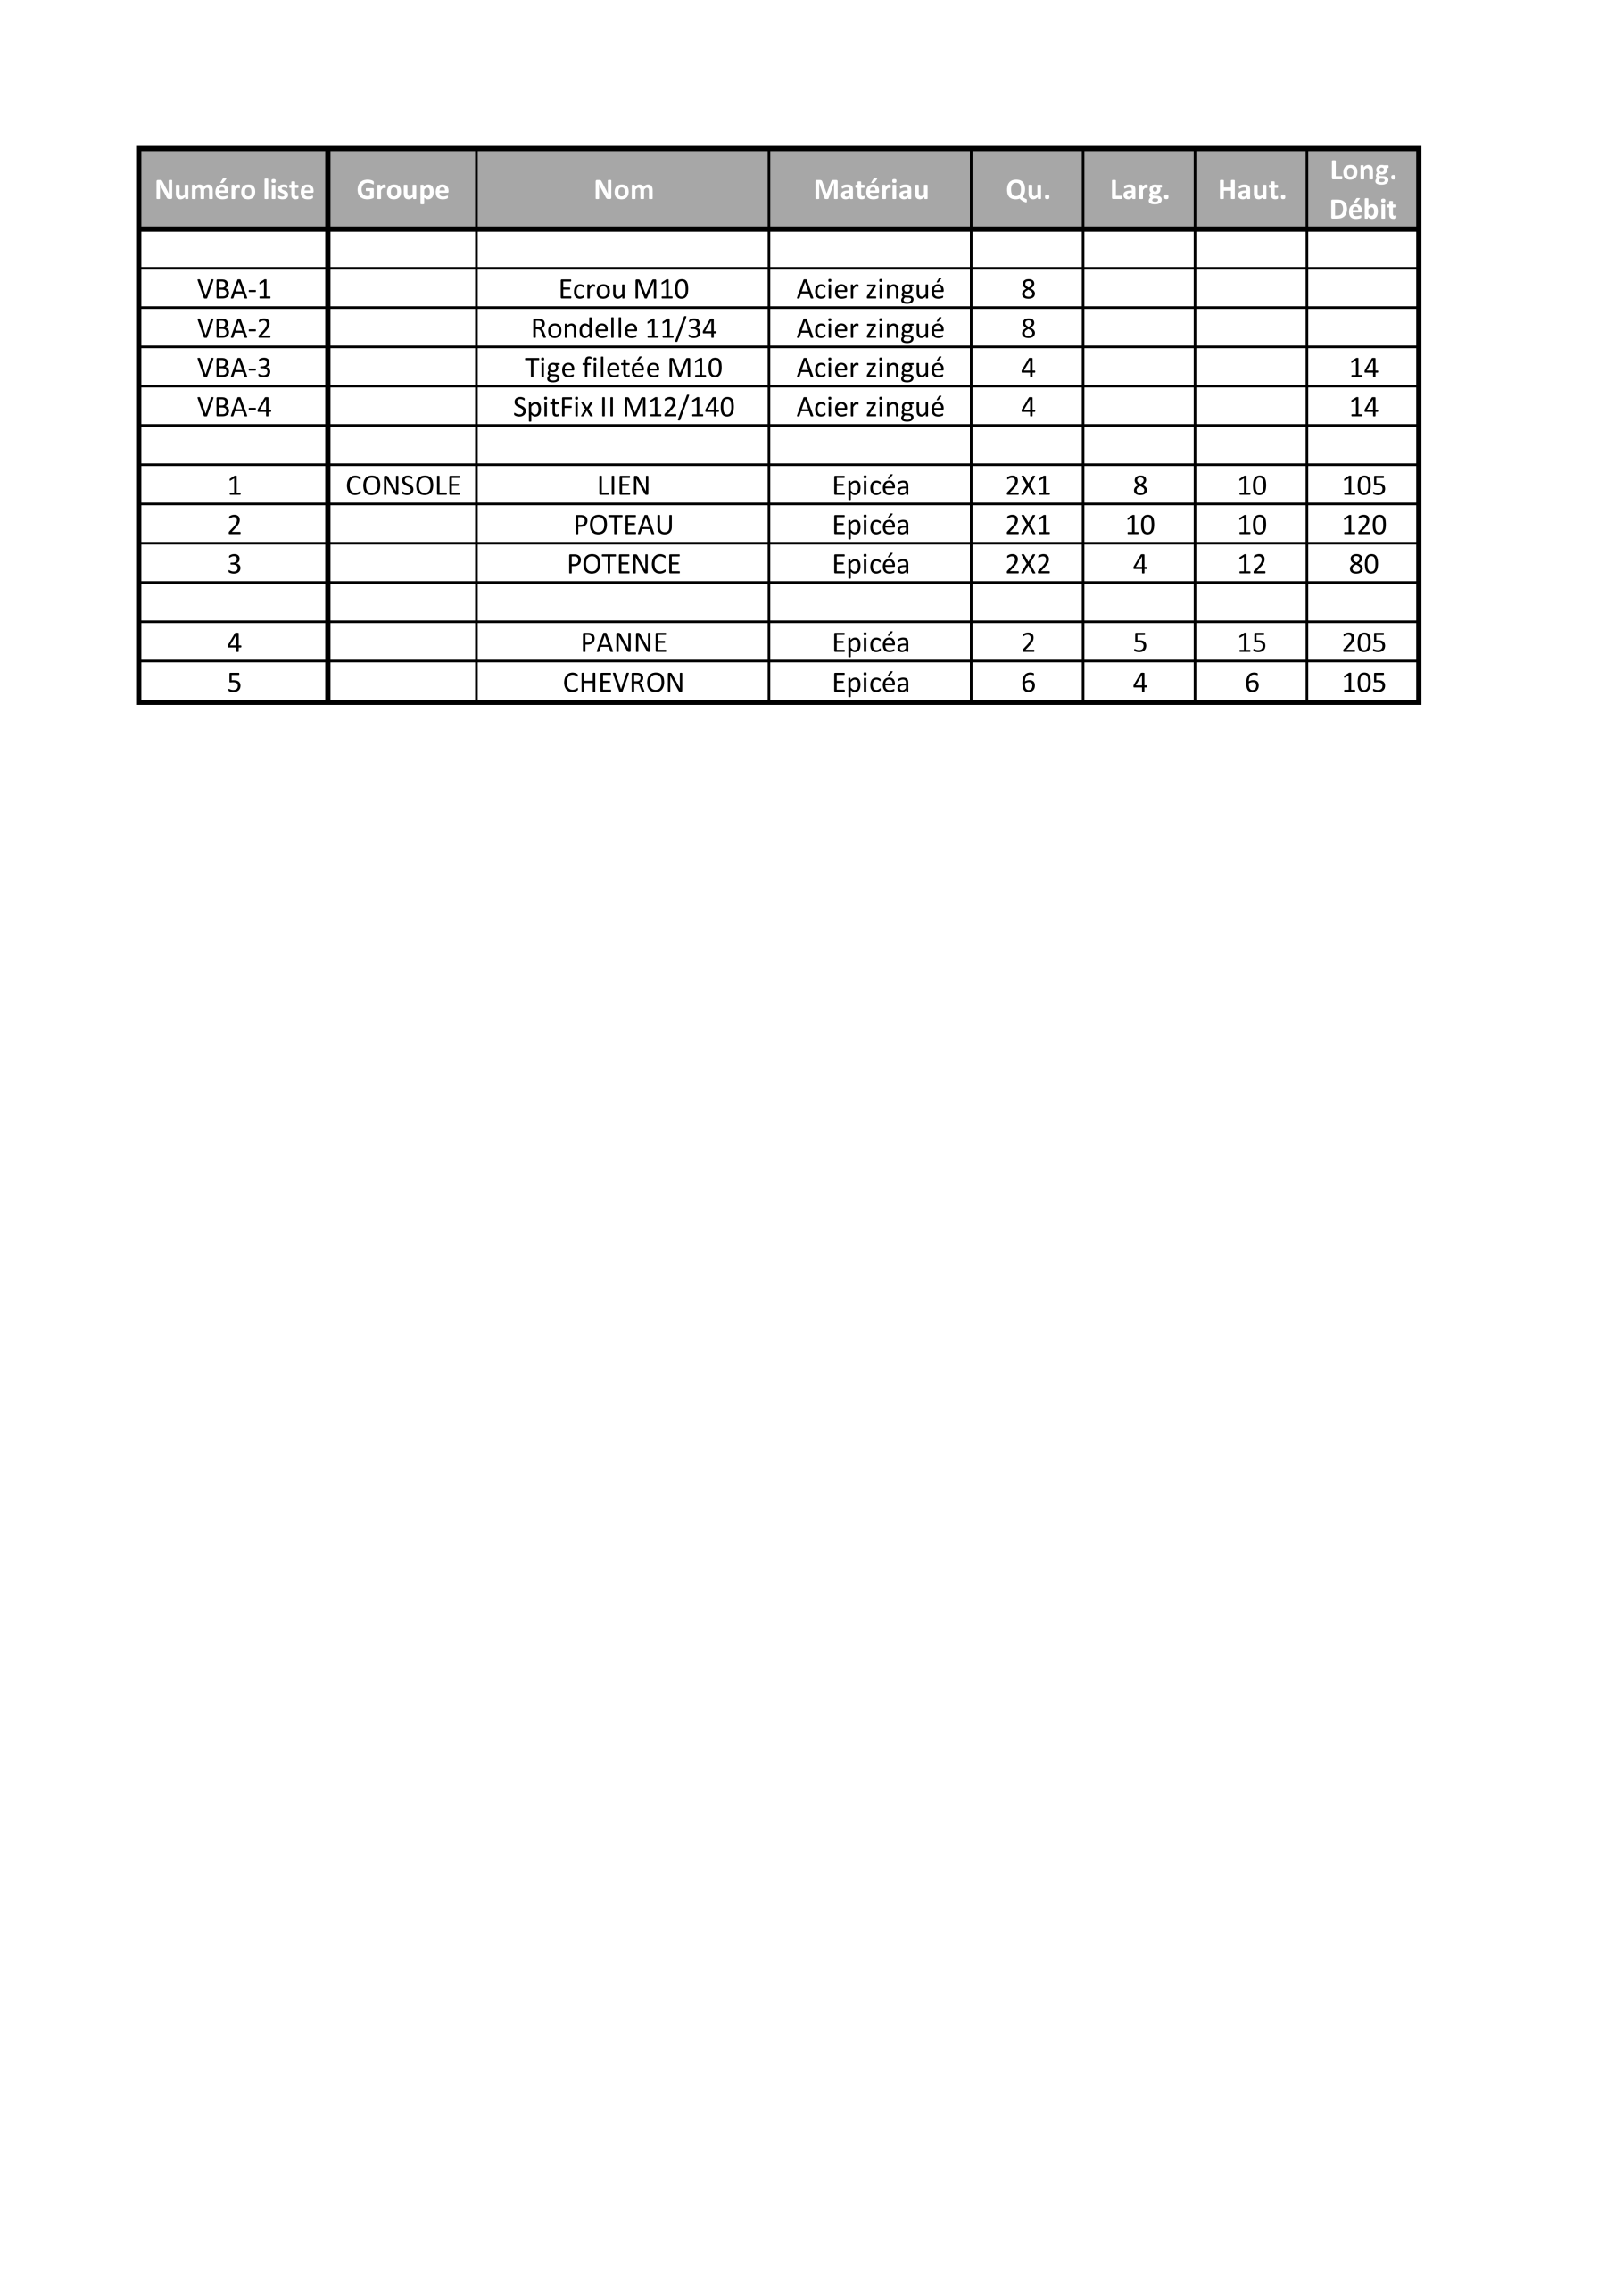 Numéro liste Groupe Nom Matériau Qu. Larg. Haut. Long. Débit
VBA-1 Ecrou M10 Acier zingué 8
VBA-2 Rondelle 11/34 Acier zingué 8
VBA-3 Tige filetée M10 Acier zingué 4 14
VBA-4 SpitFix II M12/140 Acier zingué 4 14
1 CONSOLE LIEN Epicéa 2X1 8 10 105
2 POTEAU Epicéa 2X1 10 10 120
3 POTENCE Epicéa 2X2 4 12 80
4 PANNE Epicéa 2 5 15 205
5 CHEVRON Epicéa 6 4 6 105